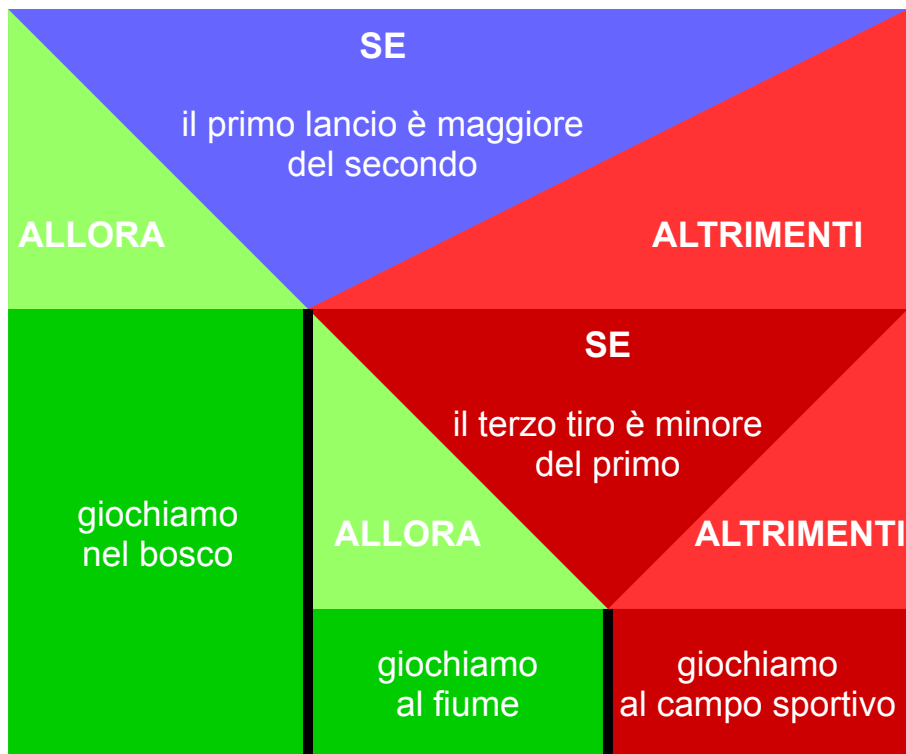 SE
il primo lancio è maggiore
del secondo
ALLORA
ALTRIMENTI
SE
il terzo tiro è minore
del primo
giochiamo
nel bosco
ALLORA
ALTRIMENTI
giochiamo
al fiume
giochiamo
al campo sportivo